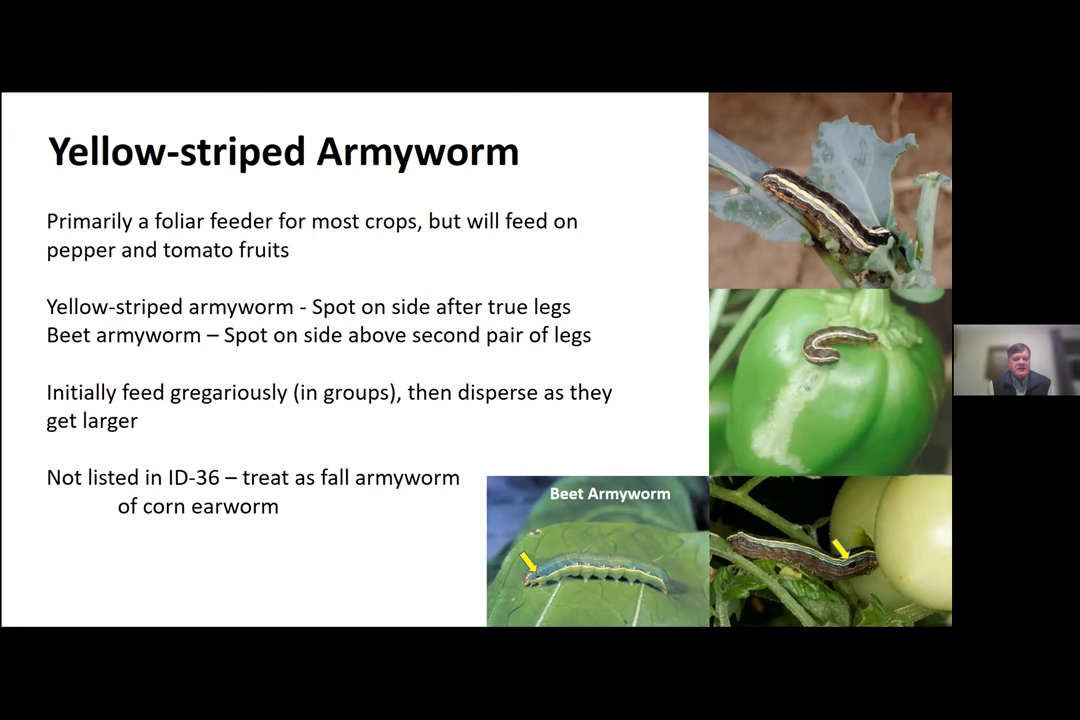 Yellow-striped Armyworm
Primarily a foliar feeder for most crops, but will feed on
pepper and tomato fruits
Yellow-striped armyworm - Spot on side after true legs
Beet armyworm – Spot on side above second pair of legs
Initially feed gregariously (in groups), then disperse as they
get larger
Not listed in ID-36 – treat as fall armyworm
of corn earworm
Beet Armyworm